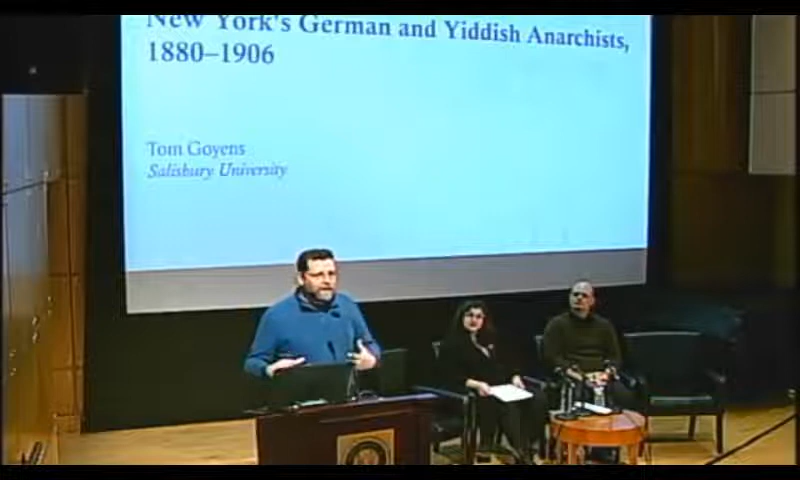 New York's German and Yiddish Anarchists,
1880–1906
Tom Goyens
Salisbury University